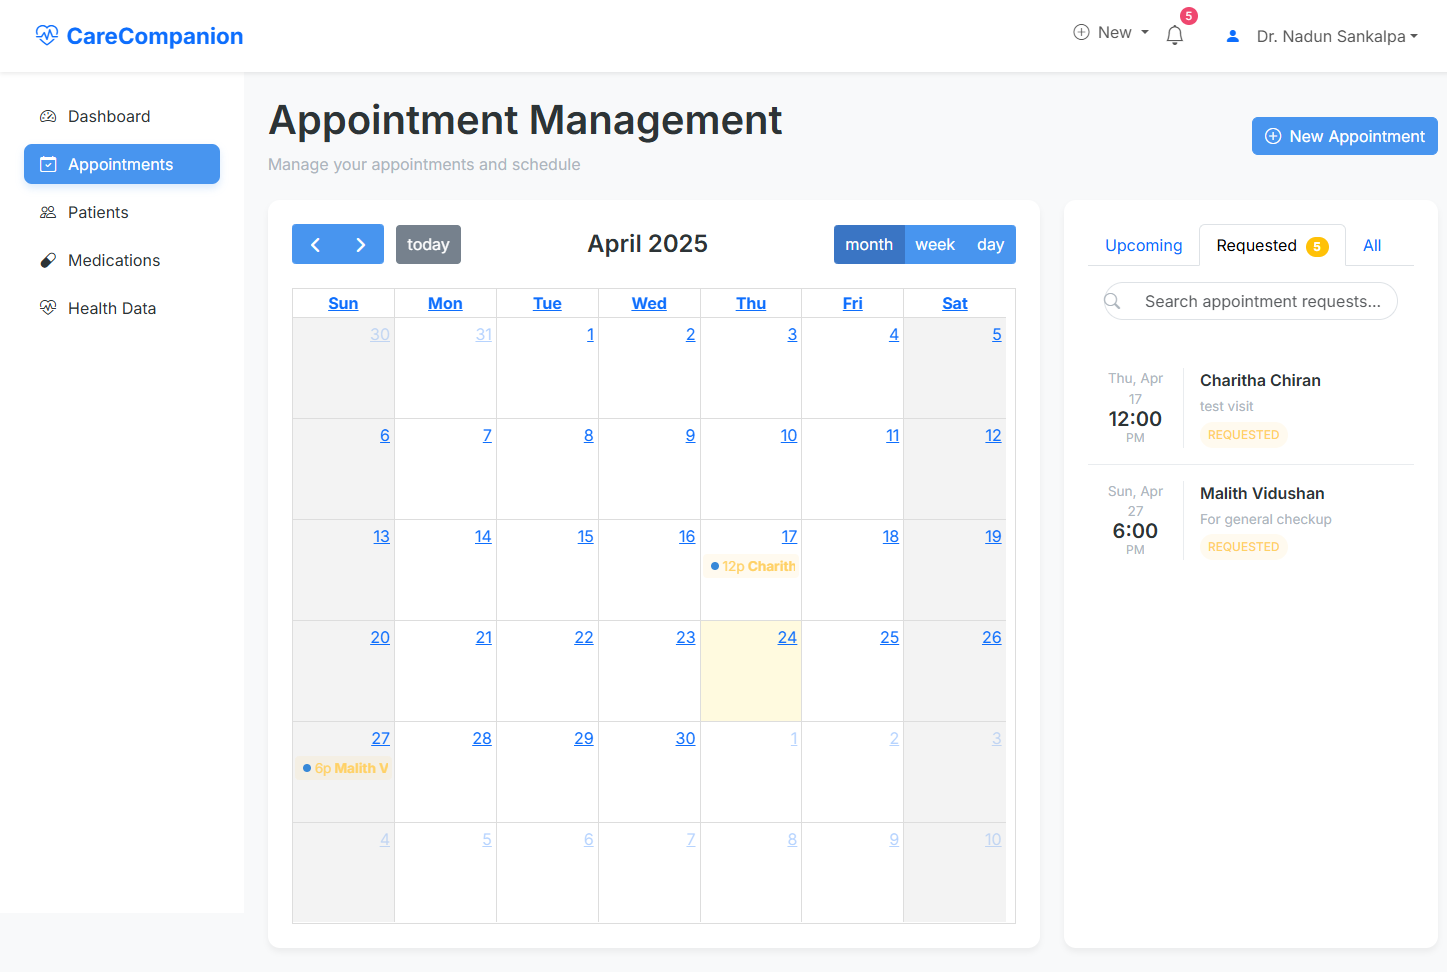 CareCompanion
New
5
Dr. Nadun Sankalpa
Dashboard
Appointments
Patients
Medications
Health Data
Appointment Management
Manage your appointments and schedule
New Appointment
today
April 2025
month week day
Sun Mon Tue Wed Thu Fri Sat
30 31 1 2 3 4 5
6 7 8 9 10 11 12
13 14 15 16 17 18 19
12p Charith
20 21 22 23 24 25 26
27 28 29 30 1 2 3
6p Malith V
4 5 6 7 8 9 10
Upcoming Requested 5 All
Search appointment requests...
Thu, Apr
17
12:00
PM
Charitha Chiran
test visit
REQUESTED
Sun, Apr
27
6:00
PM
Malith Vidushan
For general checkup
REQUESTED